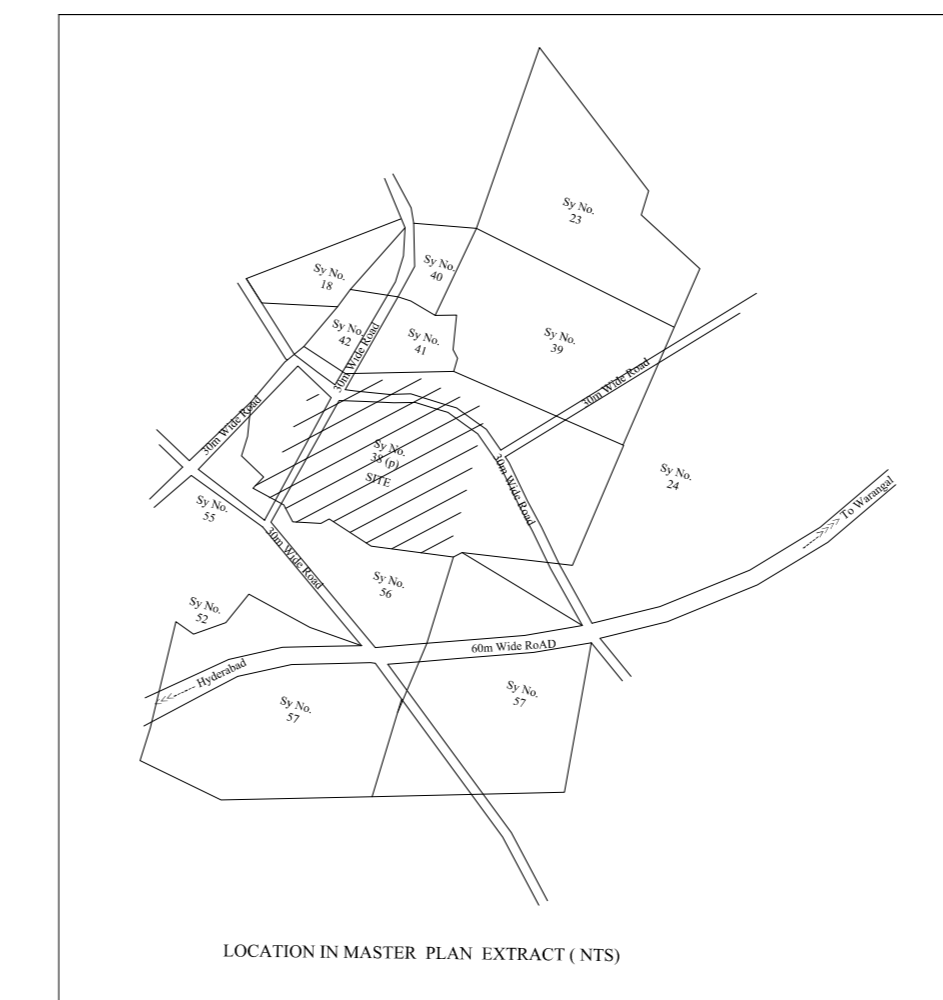 Sy No.
23
Sy No.
18
Sy No.
40
Sy No.
42
30m Wide Road
Sy No.
41
Sy No.
39
30m Wide Road
30m Wide Road
Sy No.
38 (p)
SITE
30m Wide Road
Sy No.
24
To Warangal
Sy No.
55
30m Wide Road
Sy No.
56
Sy No.
52
60m Wide RoAD
<<<------ Hyderabad
------>>>>
Sy No.
57
Sy No.
57
LOCATION IN MASTER PLAN EXTRACT ( NTS)